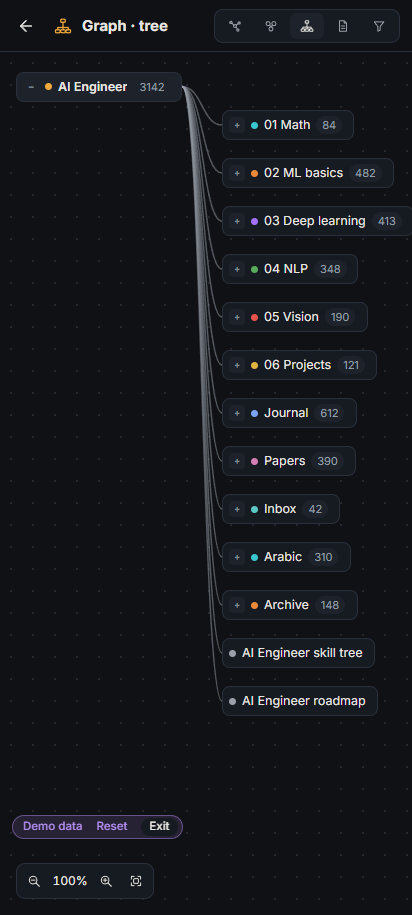 Graph · tree
− AI Engineer 3142
+ 01 Math 84
+ 02 ML basics 482
+ 03 Deep learning 413
+ 04 NLP 348
+ 05 Vision 190
+ 06 Projects 121
+ Journal 612
+ Papers 390
+ Inbox 42
+ Arabic 310
+ Archive 148
AI Engineer skill tree
AI Engineer roadmap
Demo data Reset Exit
100%